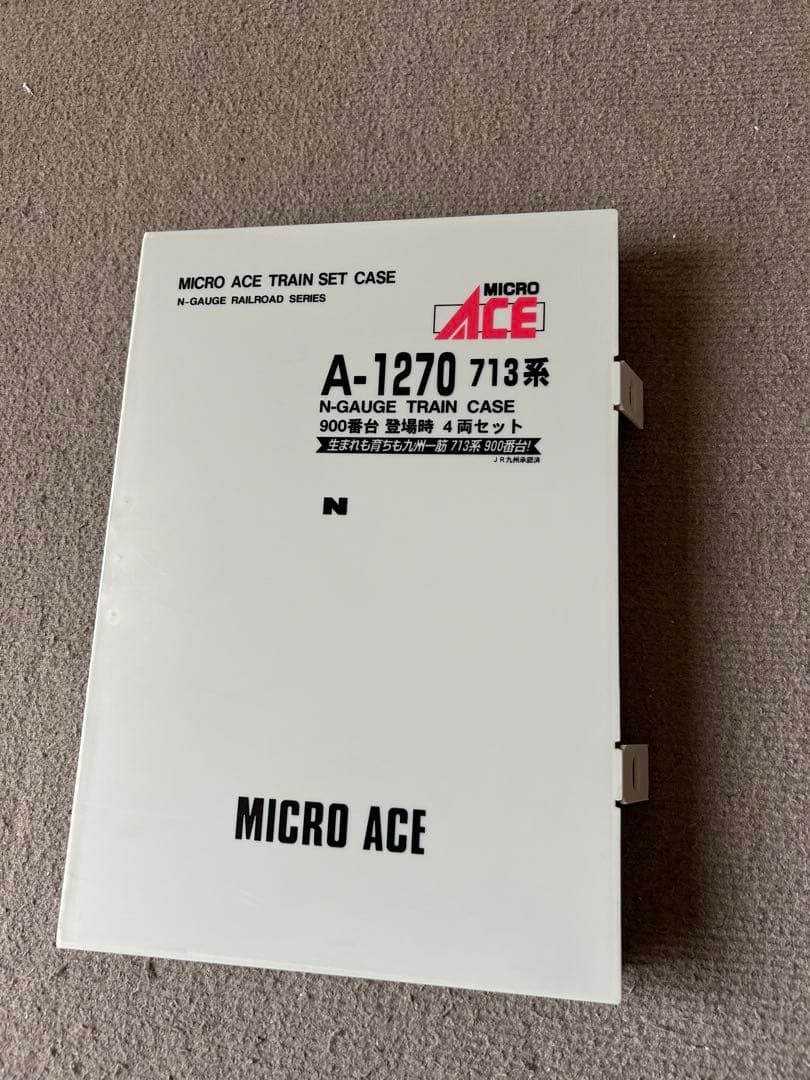 MICRO ACE TRAIN SET CASE
N-GAUGE RAILROAD SERIES
MICRO
ACE
A-1270 713系
N-GAUGE TRAIN CASE
900番台 登場時 4両セット
生まれも育ちも九州一筋 713系 900番台!
JR九州承認済
N
MICRO ACE